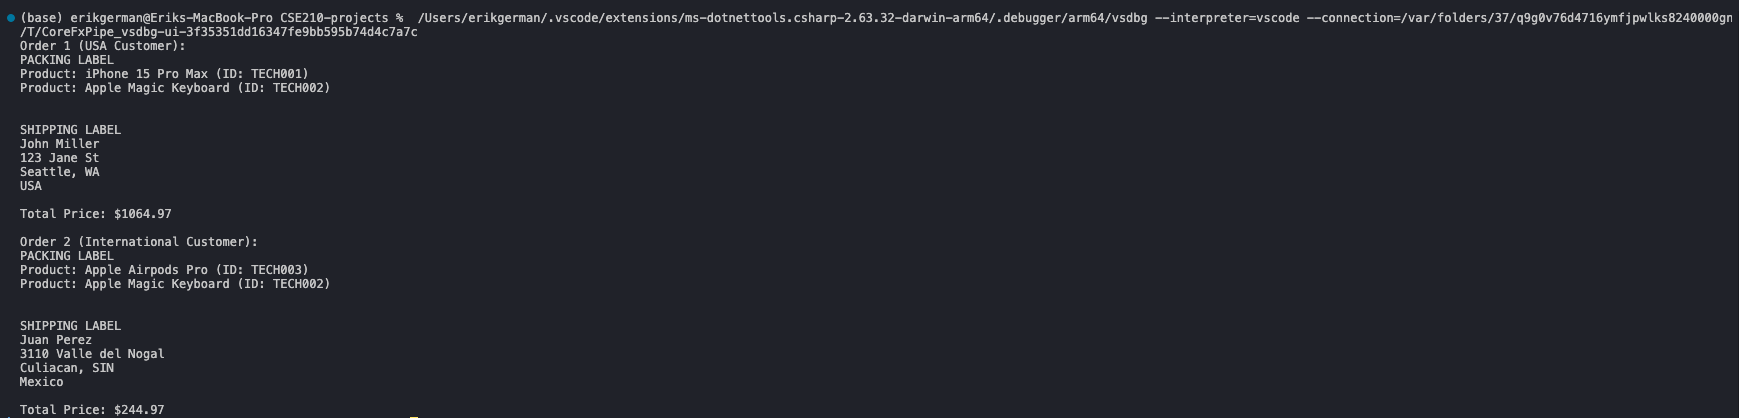 (base) erikgerman@Eriks-MacBook-Pro CSE210-projects %  /Users/erikgerman/.vscode/extensions/ms-dotnettools.csharp-2.63.32-darwin-arm64/.debugger/arm64/vsdbg --interpreter=vscode --connection=/var/folders/37/q9g0v76d4716ymfjpwlks8240000gn
/T/CoreFxPipe_vsdbg-ui-3f35351dd16347fe9bb595b74d4c7a7c
Order 1 (USA Customer):
PACKING LABEL
Product: iPhone 15 Pro Max (ID: TECH001)
Product: Apple Magic Keyboard (ID: TECH002)
SHIPPING LABEL
John Miller
123 Jane St
Seattle, WA
USA
Total Price: $1064.97
Order 2 (International Customer):
PACKING LABEL
Product: Apple Airpods Pro (ID: TECH003)
Product: Apple Magic Keyboard (ID: TECH002)
SHIPPING LABEL
Juan Perez
3110 Valle del Nogal
Culiacan, SIN
Mexico
Total Price: $244.97